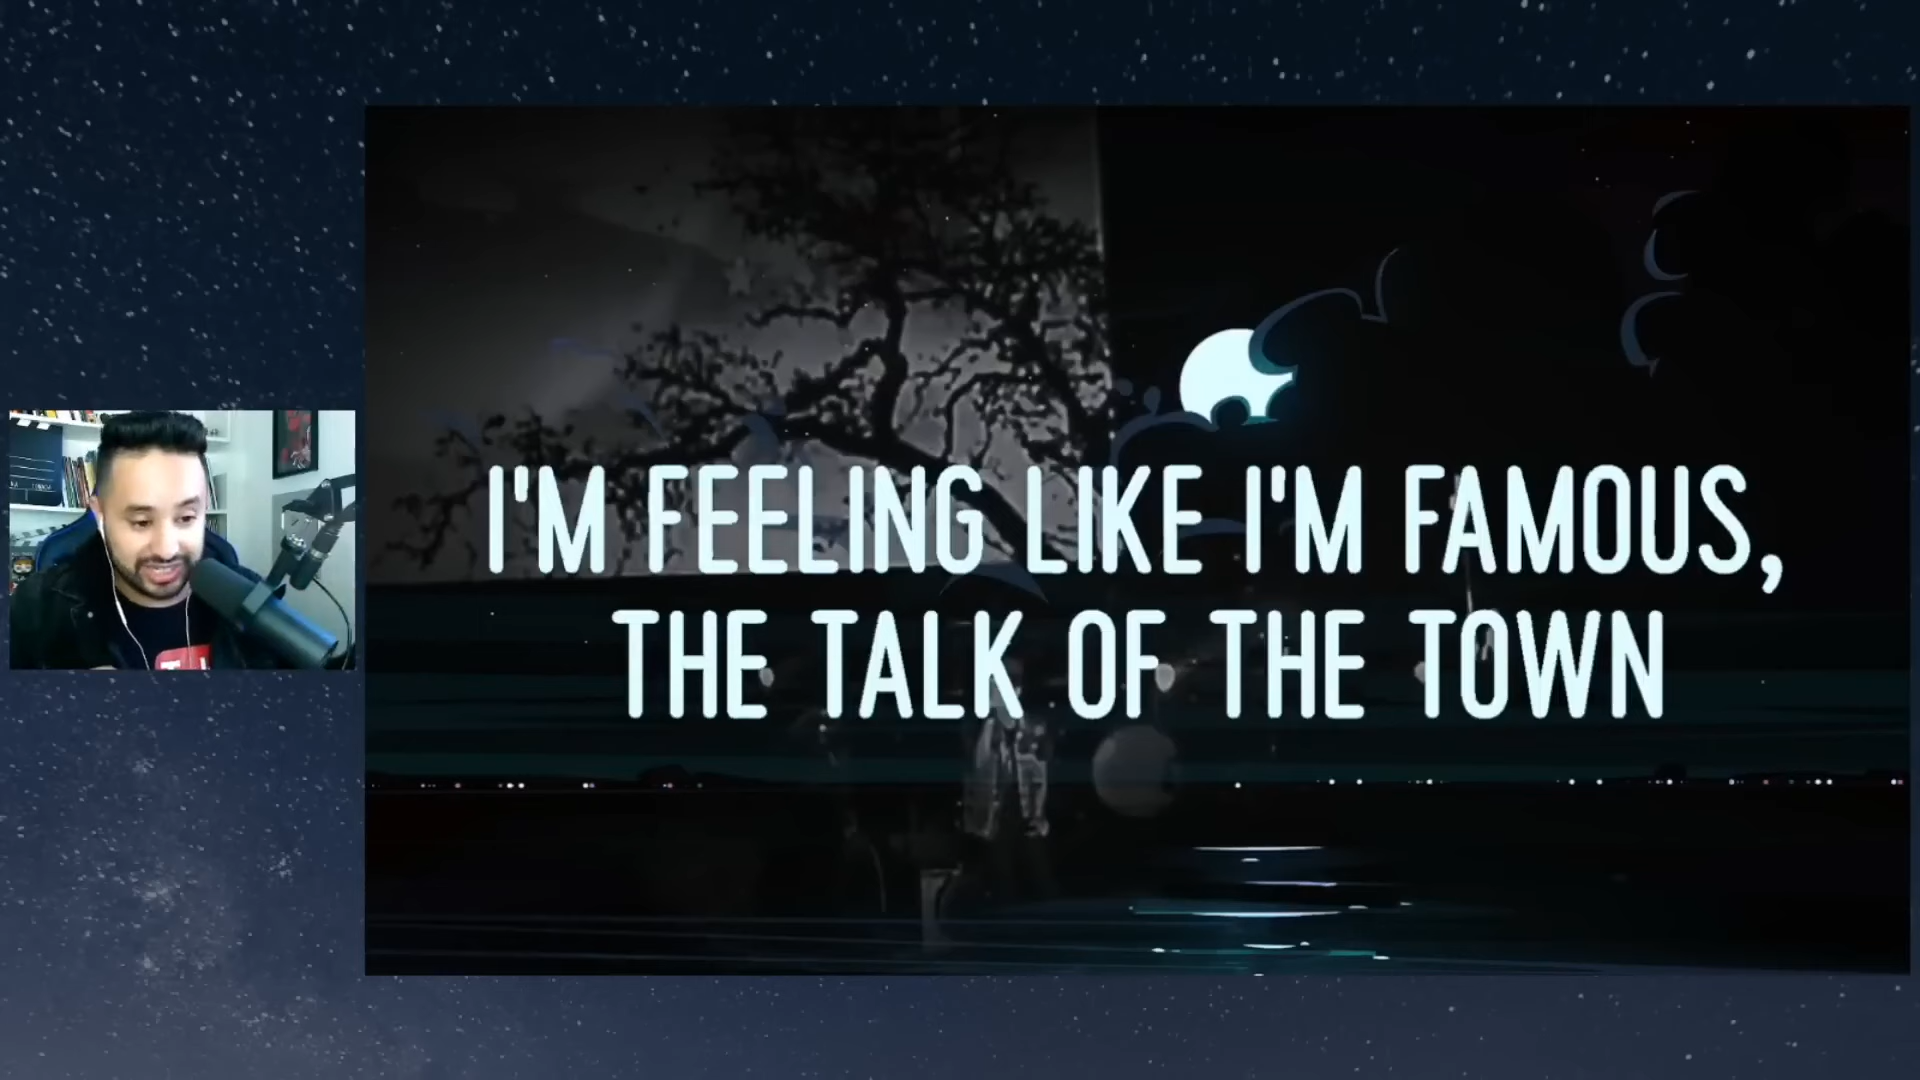 I'M FEELING LIKE I'M FAMOUS,
THE TALK OF THE TOWN